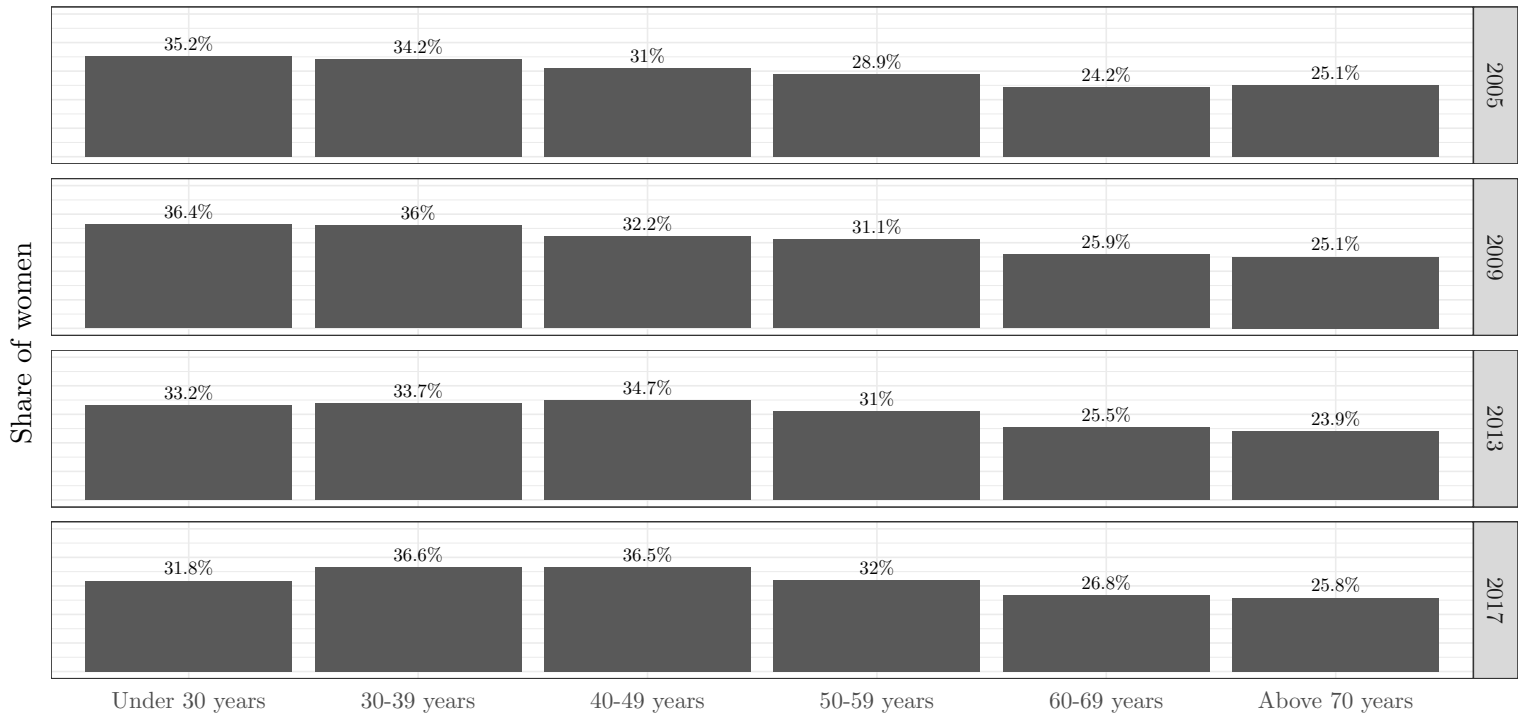 Share of women
35.2% 34.2% 31% 28.9% 24.2% 25.1%
2005
36.4% 36% 32.2% 31.1% 25.9% 25.1%
2009
33.2% 33.7% 34.7% 31% 25.5% 23.9%
2013
31.8% 36.6% 36.5% 32% 26.8% 25.8%
2017
Under 30 years 30-39 years 40-49 years 50-59 years 60-69 years Above 70 years